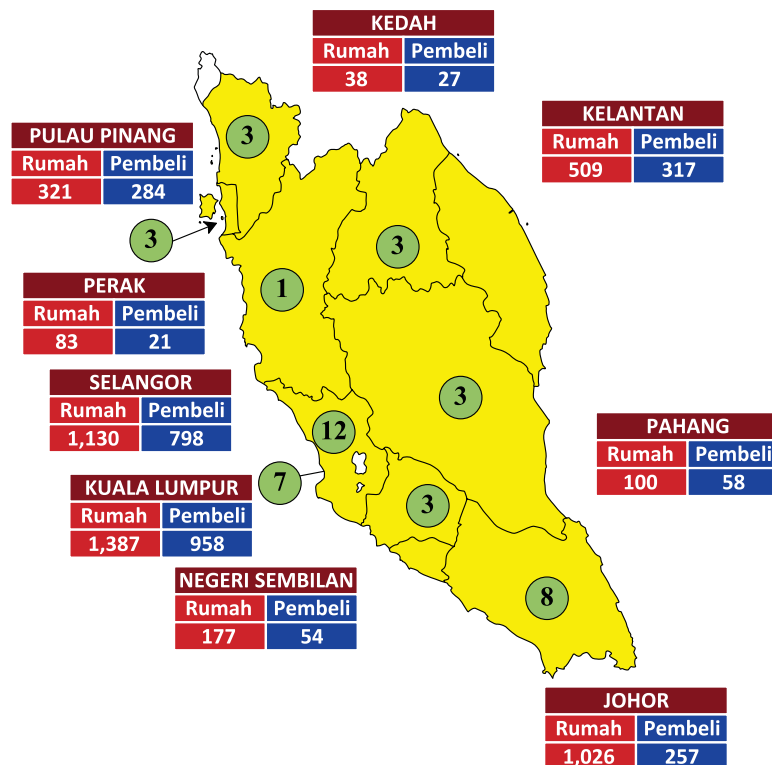 KEDAH
Rumah Pembeli
38 27
KELANTAN
Rumah Pembeli
509 317
PULAU PINANG
Rumah Pembeli
321 284
3
3
3
PERAK
Rumah Pembeli
83 21
1
SELANGOR
Rumah Pembeli
1,130 798
3
12
PAHANG
Rumah Pembeli
100 58
KUALA LUMPUR
Rumah Pembeli
1,387 958
7
3
NEGERI SEMBILAN
Rumah Pembeli
177 54
8
JOHOR
Rumah Pembeli
1,026 257